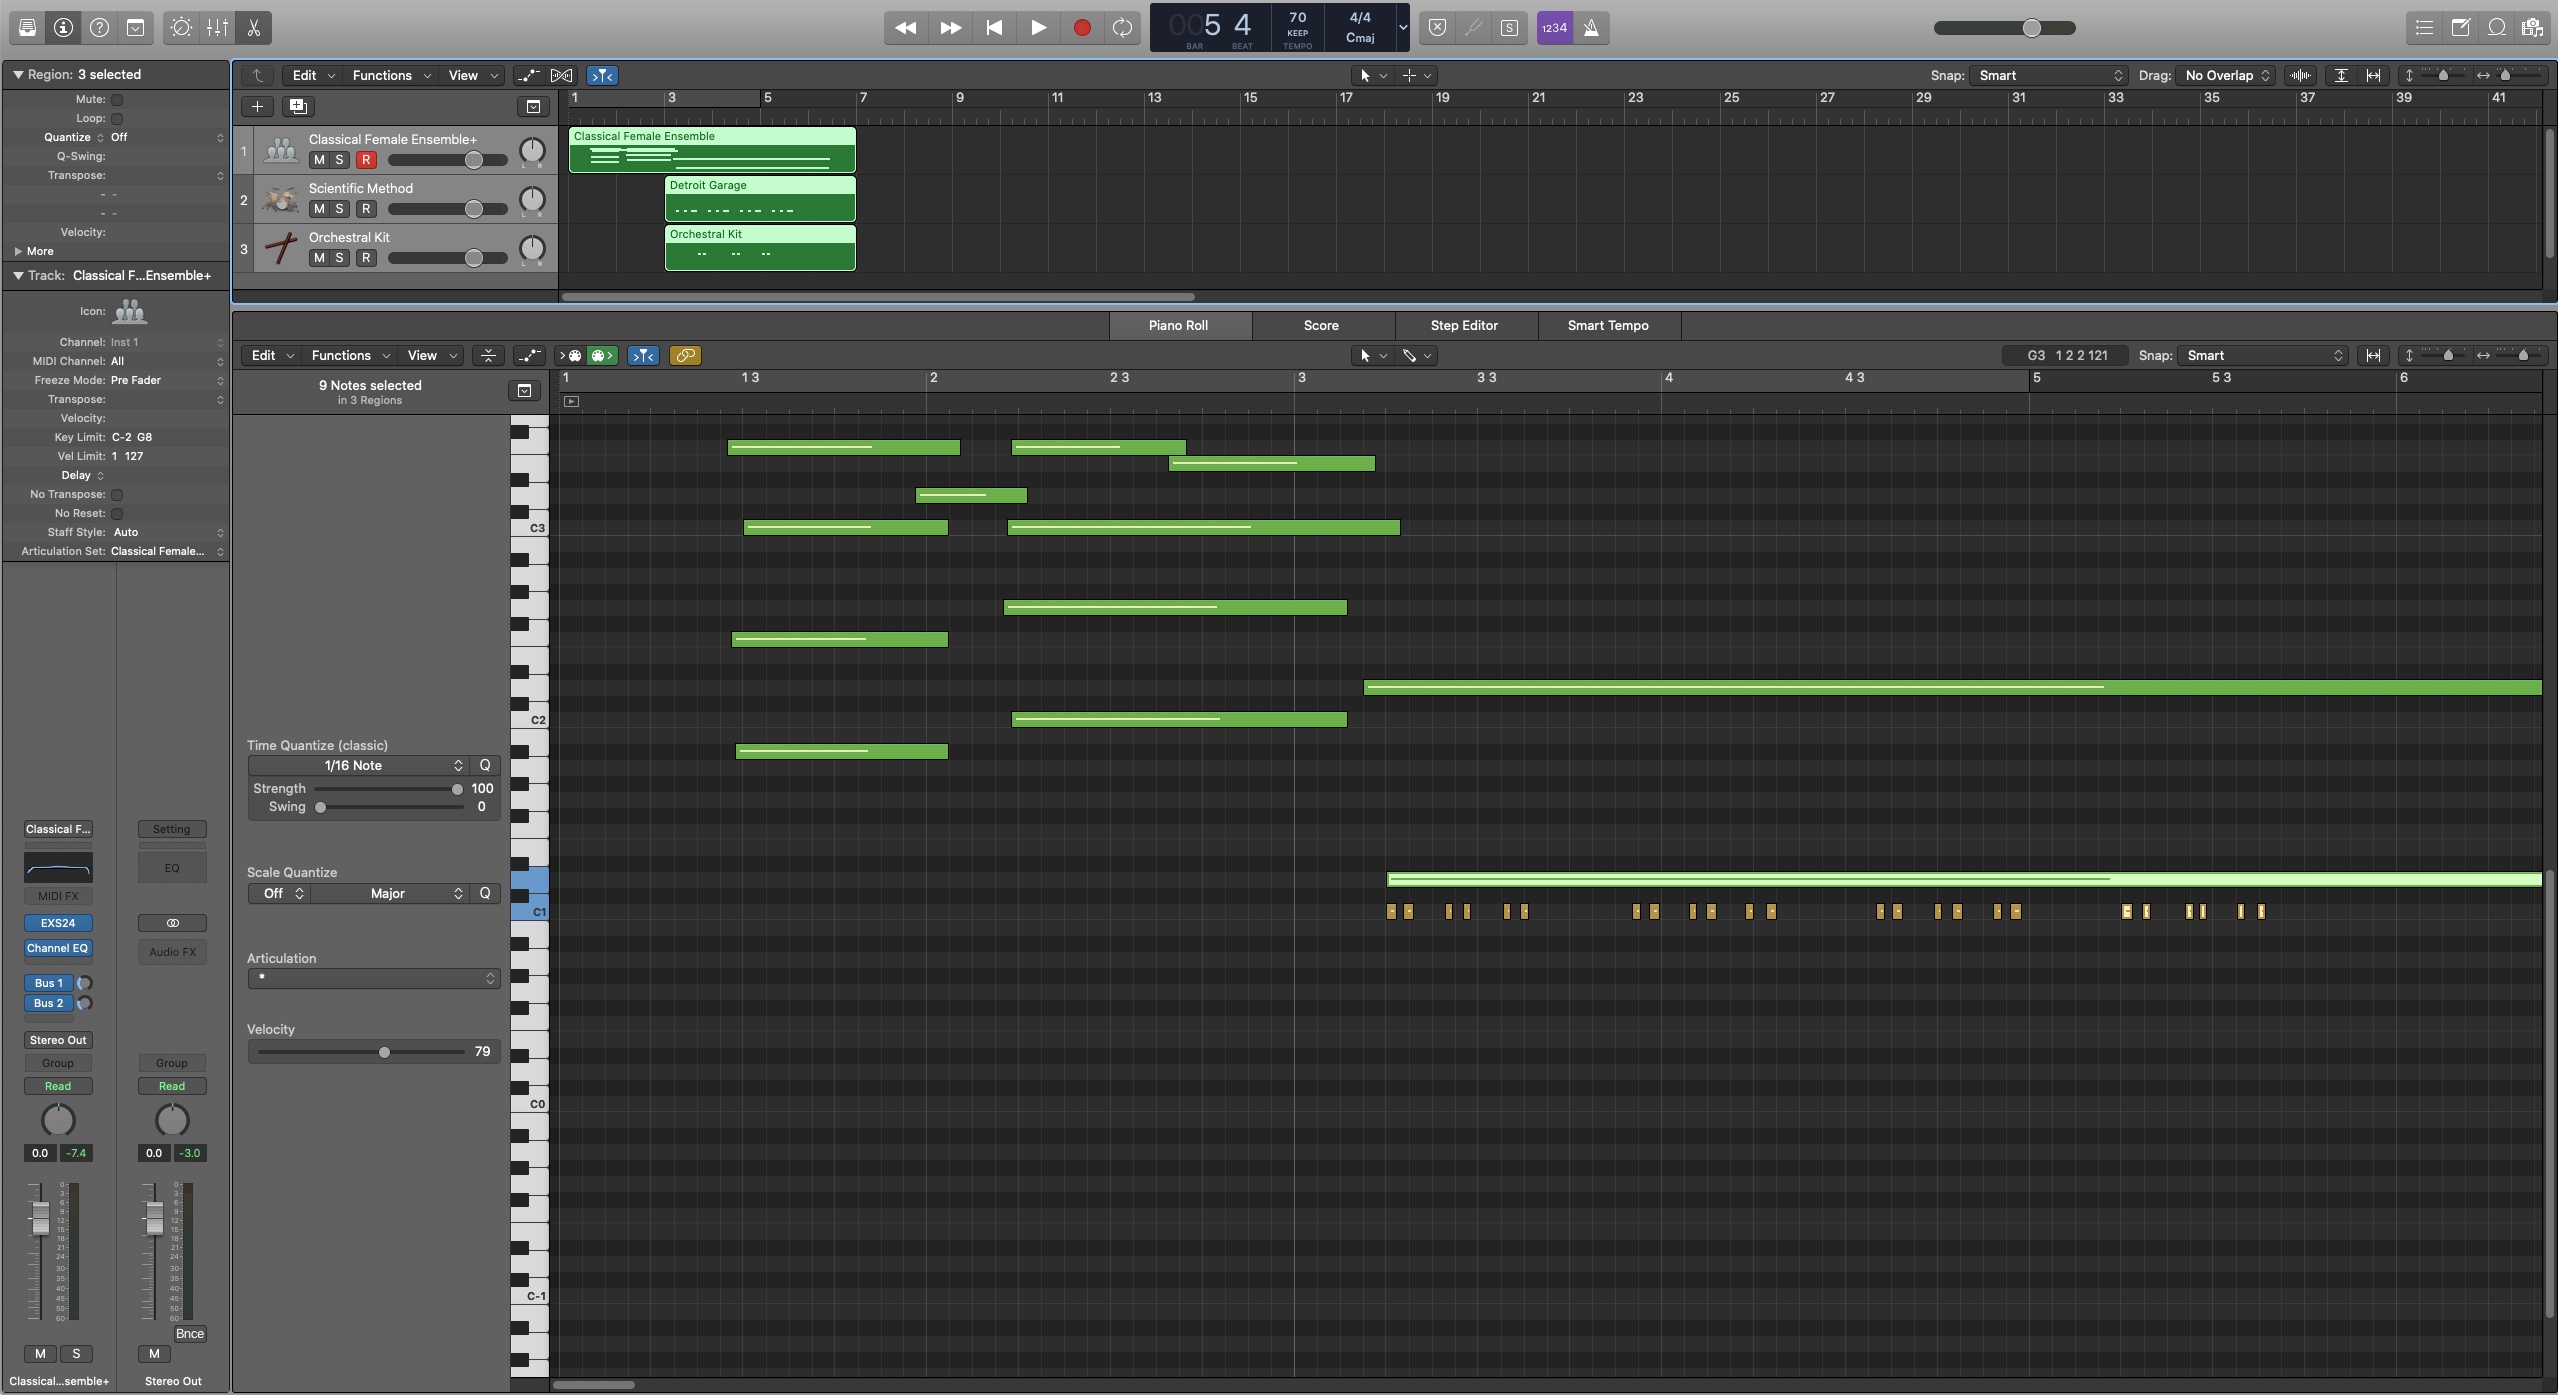 005 4
BAR BEAT
70
KEEP
TEMPO
4/4
Cmaj
S
1234
Region: 3 selected
Mute:
Loop:
Quantize Off
Q-Swing:
Transpose:
- -
- -
Velocity:
More
Track: Classical F...Ensemble+
Icon:
Channel: Inst 1
MIDI Channel: All
Freeze Mode: Pre Fader
Transpose:
Velocity:
Key Limit: C-2 G8
Vel Limit: 1 127
Delay
No Transpose:
No Reset:
Staff Style: Auto
Articulation Set: Classical Female...
Classical F... Setting
EQ
MIDI FX
EXS24
Channel EQ Audio FX
Bus 1
Bus 2
Stereo Out
Group Group
Read Read
0.0 -7.4 0.0 -3.0
Bnce
M S M
Classical...semble+ Stereo Out
Edit Functions View
Snap: Smart Drag: No Overlap
1 3 5 7 9 11 13 15 17 19 21 23 25 27 29 31 33 35 37 39 41
1 Classical Female Ensemble+
M S R L R
Classical Female Ensemble
2 Scientific Method
M S R L R
Detroit Garage
3 Orchestral Kit
M S R L R
Orchestral Kit
Piano Roll Score Step Editor Smart Tempo
Edit Functions View
G3 1 2 2 121 Snap: Smart
9 Notes selected
in 3 Regions
1 1 3 2 2 3 3 3 3 4 4 3 5 5 3 6
C3
C2
C1
C0
C-1
Time Quantize (classic)
1/16 Note Q
Strength 100
Swing 0
Scale Quantize
Off Major Q
Articulation
*
Velocity
79